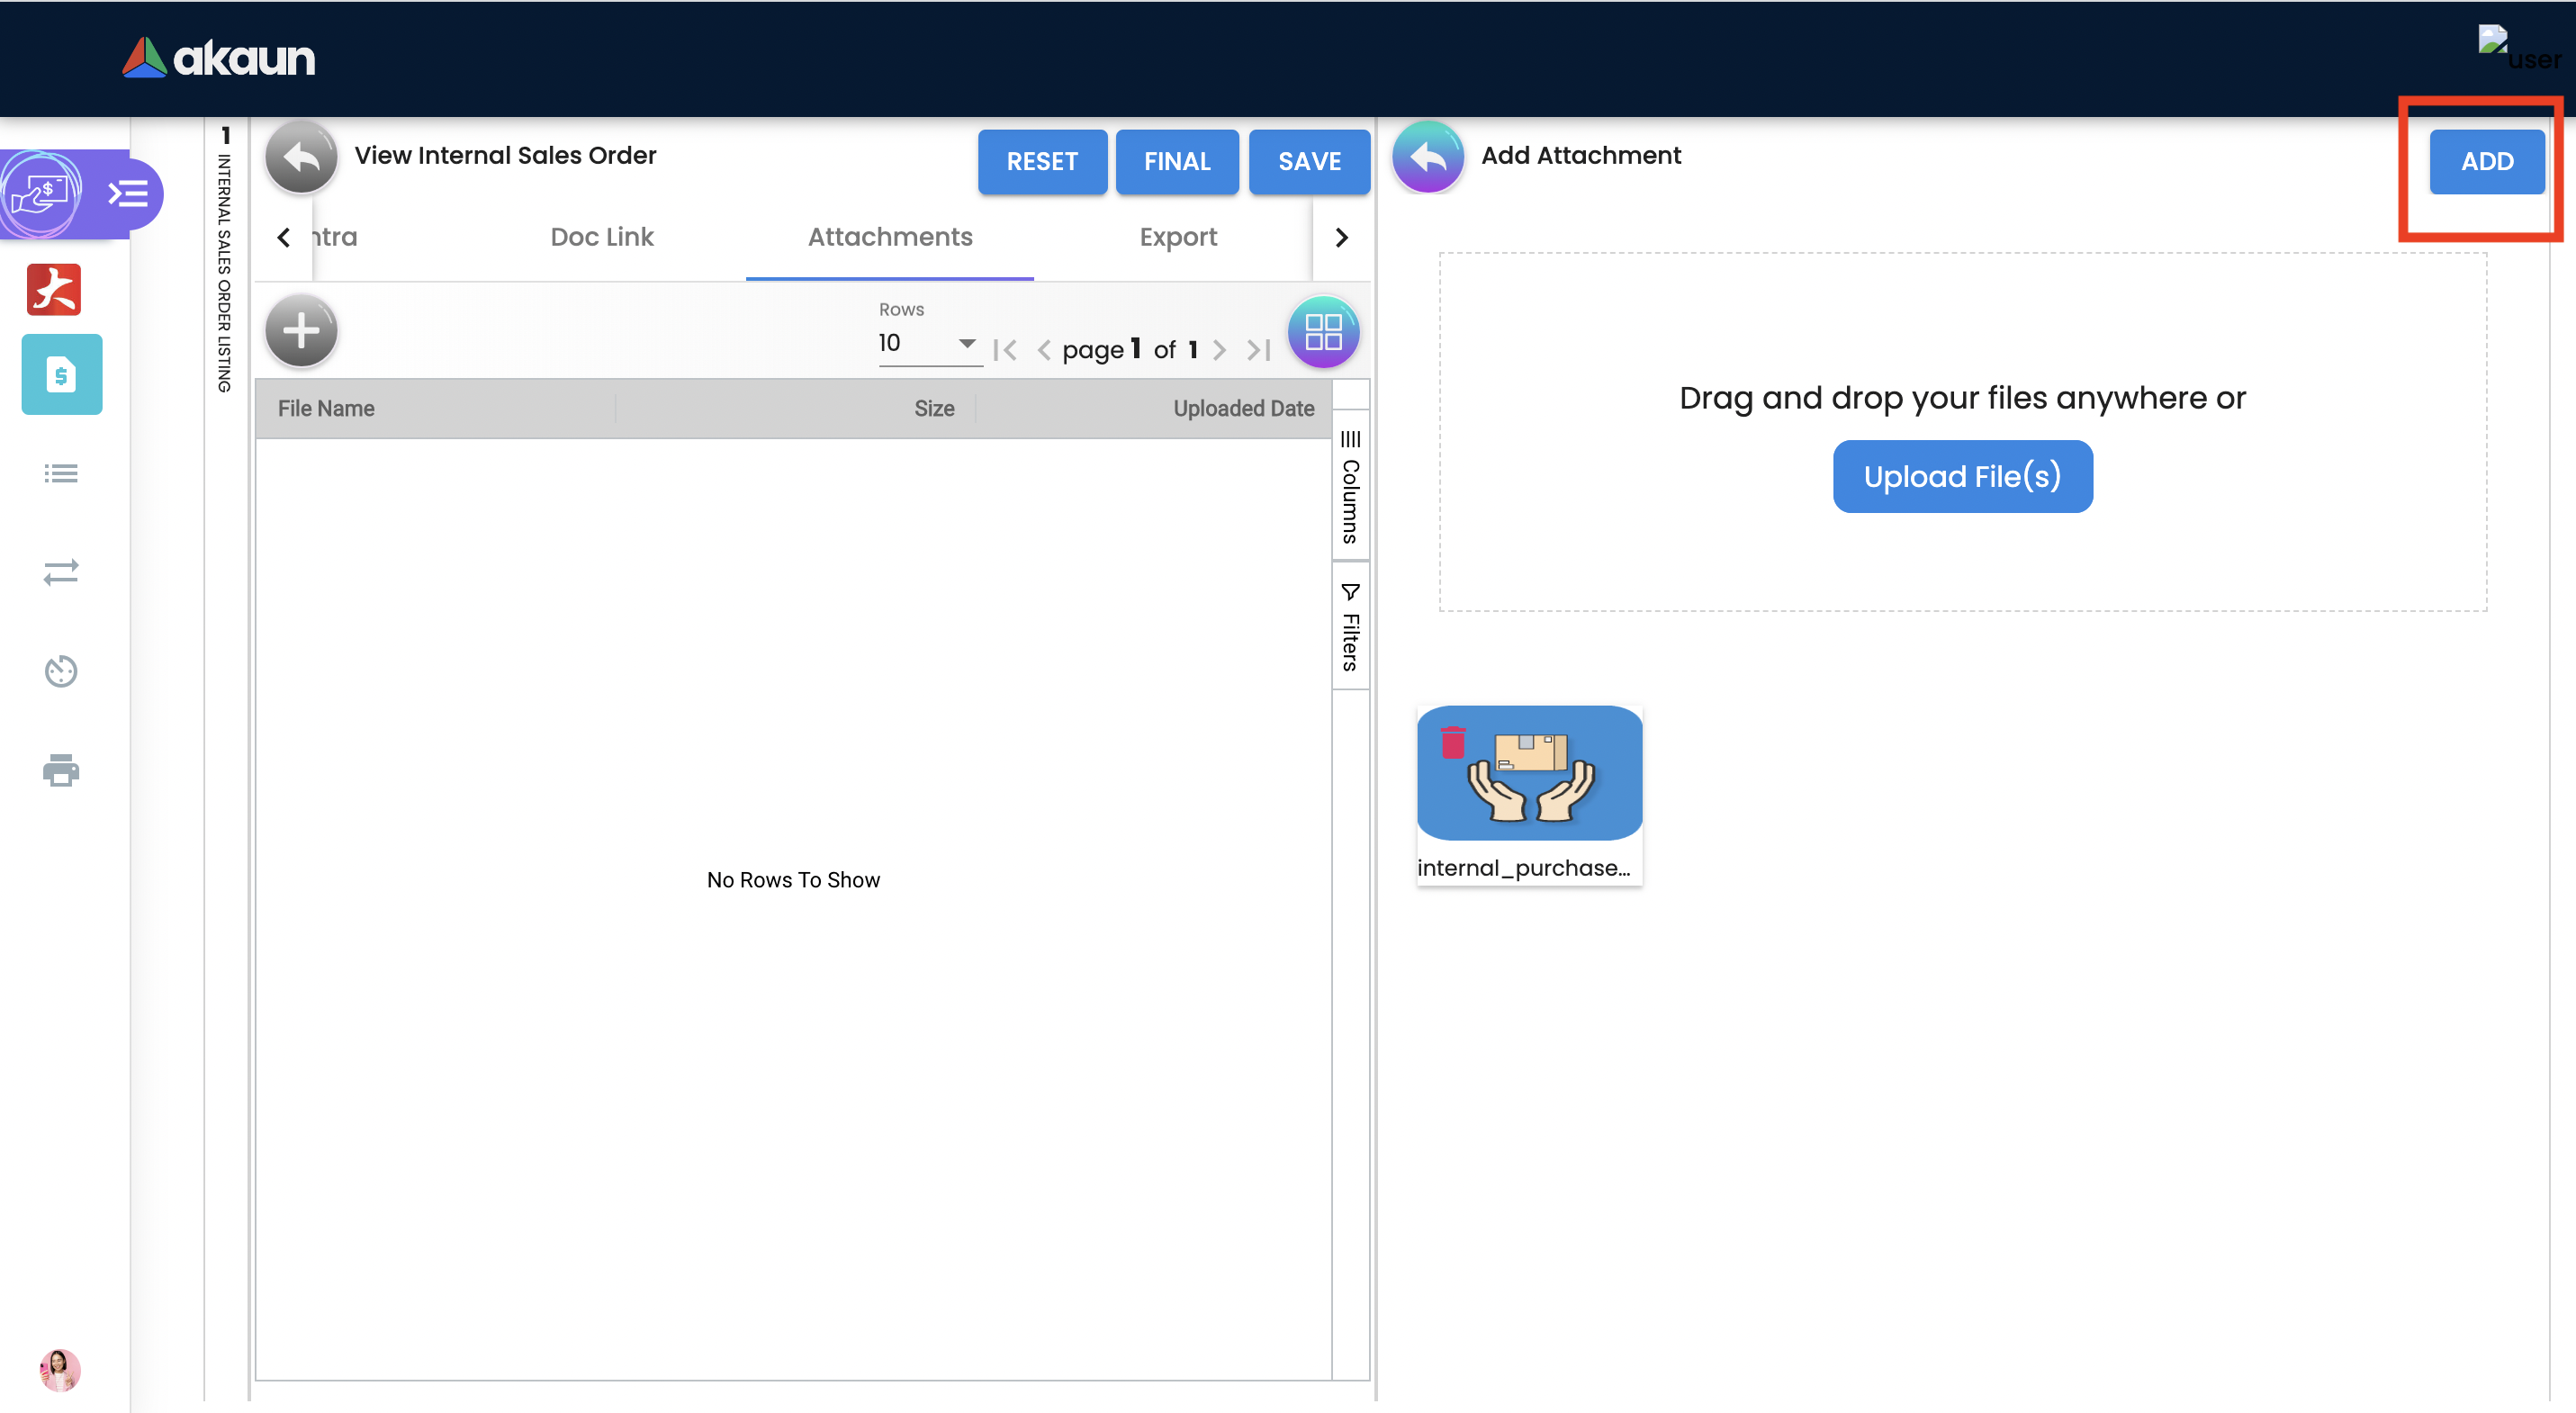 akaun
user
1 INTERNAL SALES ORDER LISTING
View Internal Sales Order
RESET
FINAL
SAVE
ntra
Doc Link
Attachments
Export
Rows
10
page 1 of 1
File Name
Size
Uploaded Date
Columns
Filters
No Rows To Show
Add Attachment
ADD
Drag and drop your files anywhere or
Upload File(s)
internal_purchase...